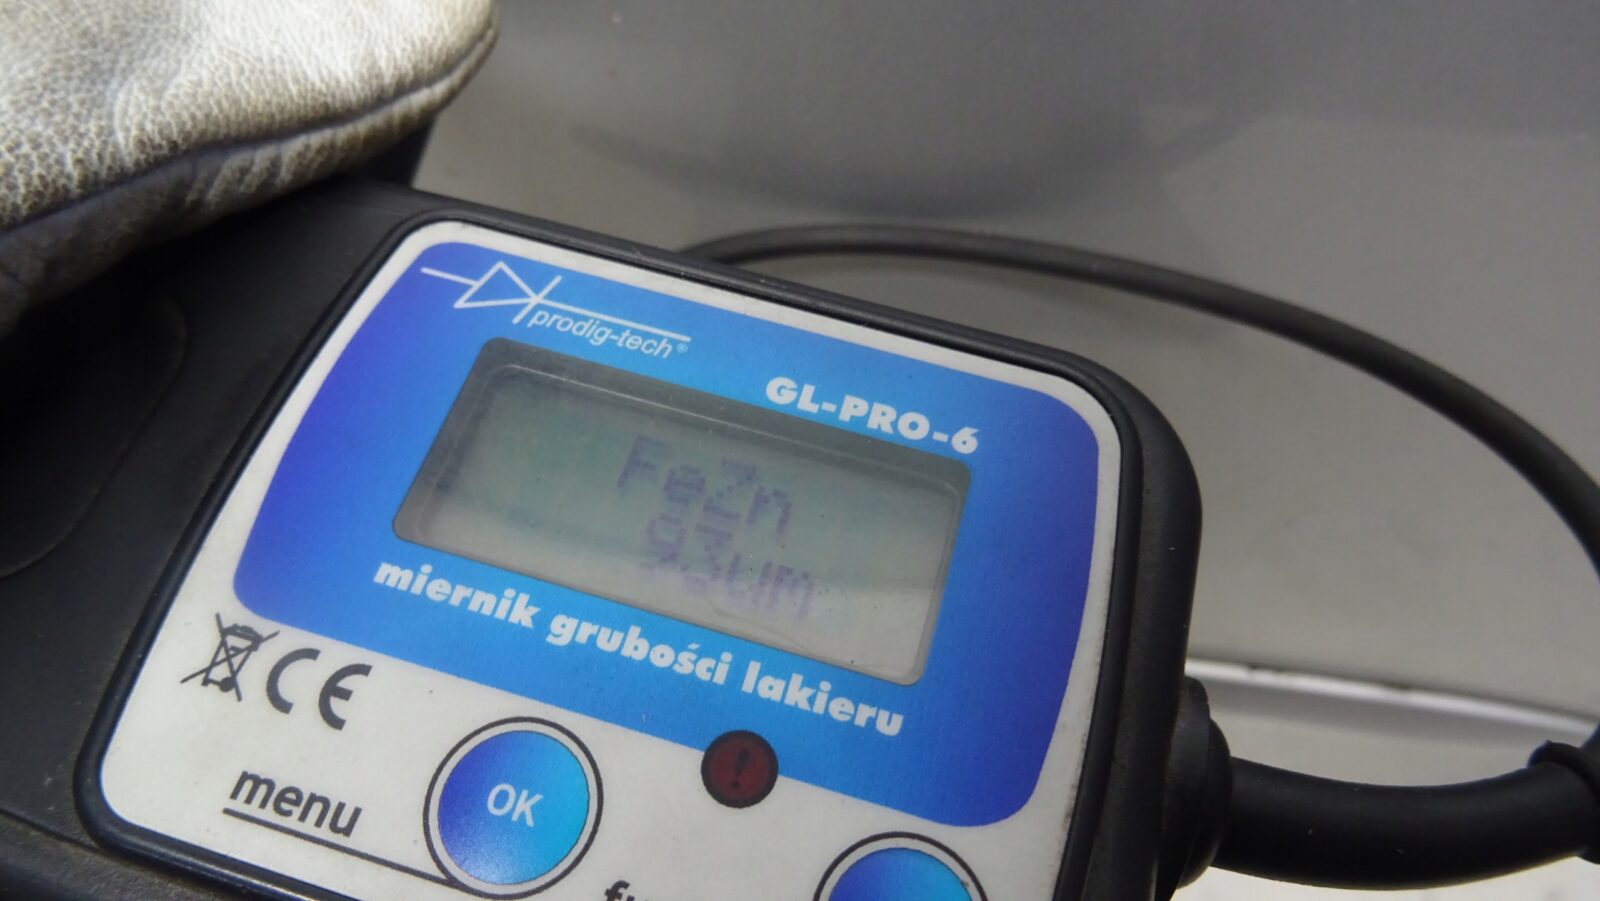 prodig-tech®
GL-PRO-6
FeZn
93um
miernik grubości lakieru
CE
!
menu
OK